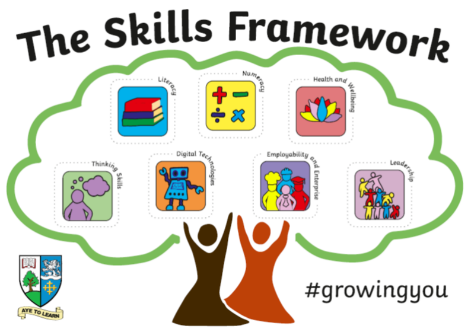 The Skills Framework
Literacy
Numeracy
Health and Wellbeing
Thinking Skills
Digital Technologies
Employability and Enterprise
Leadership
#growingyou
AYE TO LEARN